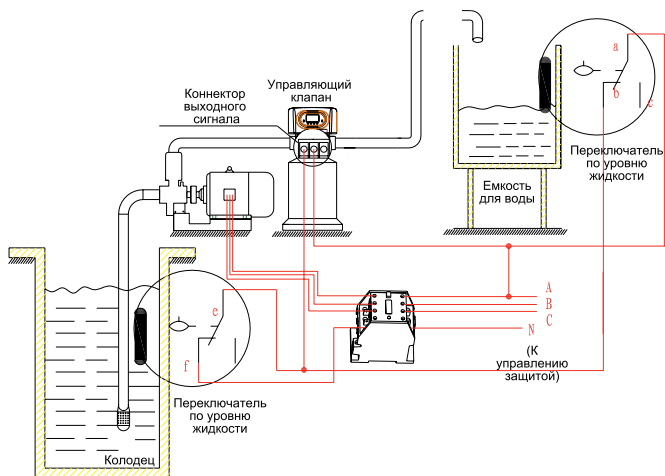 Управляющий
клапан
Коннектор
выходного
сигнала
a
b
c
Переключатель
по уровню
жидкости
Емкость
для воды
A
B
C
N
(К
управлению
защитой)
e
f
Переключатель
по уровню
жидкости
Колодец